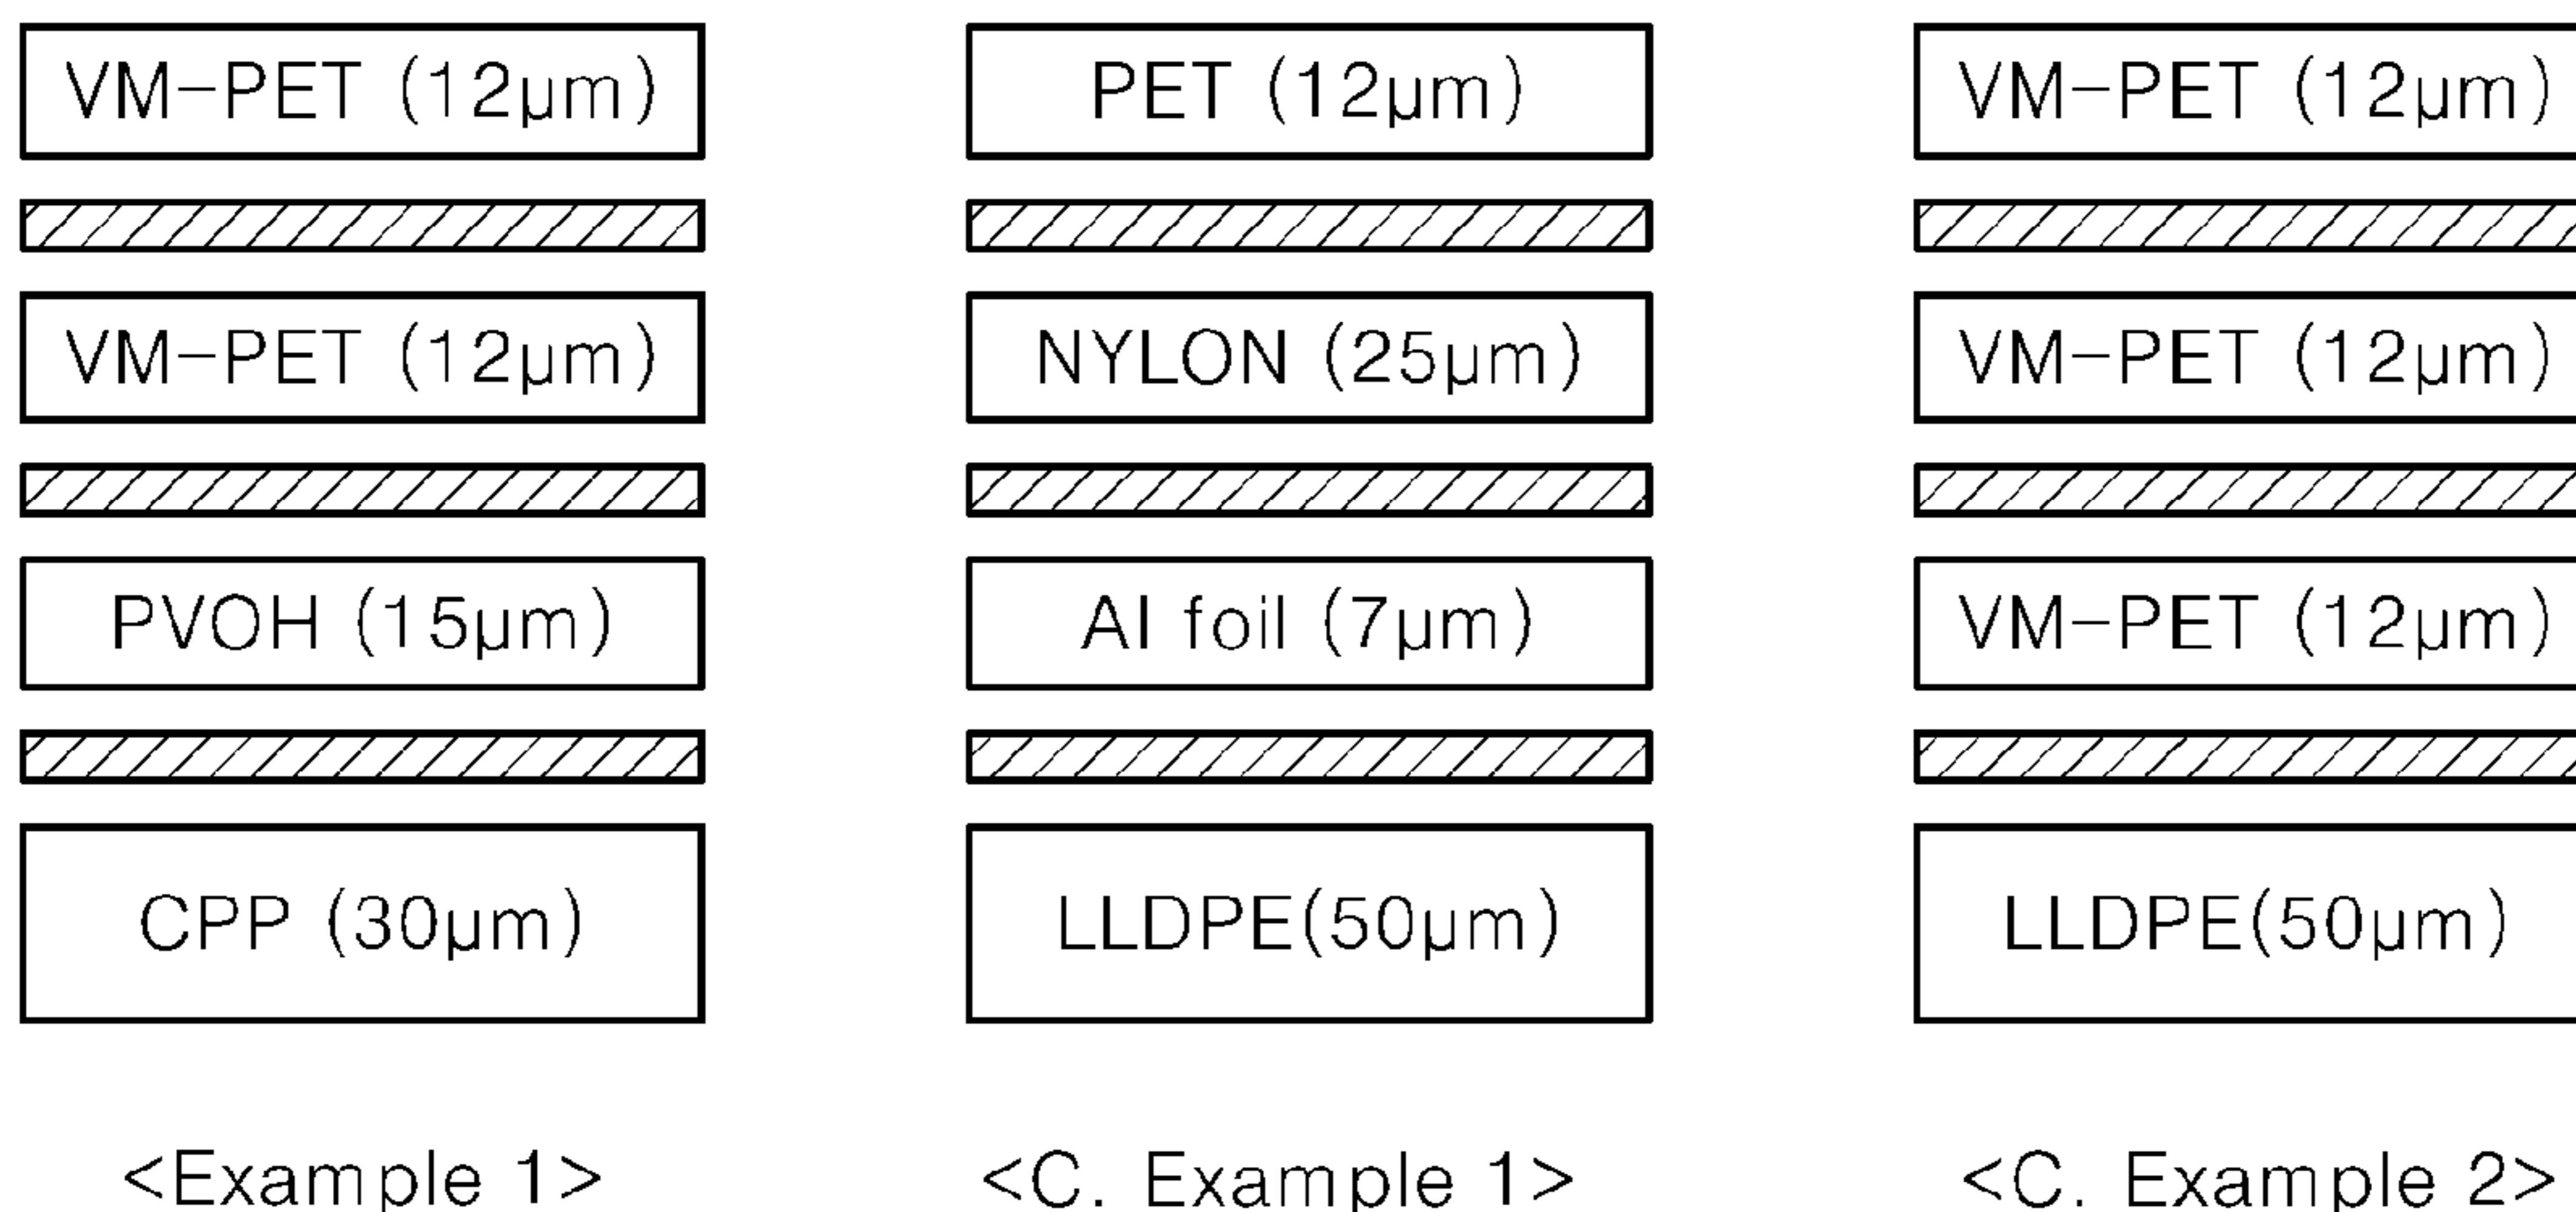 VM-PET (12μm)
PET (12μm)
VM-PET (12μm)
VM-PET (12μm)
NYLON (25μm)
VM-PET (12μm)
PVOH (15μm)
Al foil (7μm)
VM-PET (12μm)
CPP (30μm)
LLDPE(50μm)
LLDPE(50μm)
<Example 1>
<C. Example 1>
<C. Example 2>